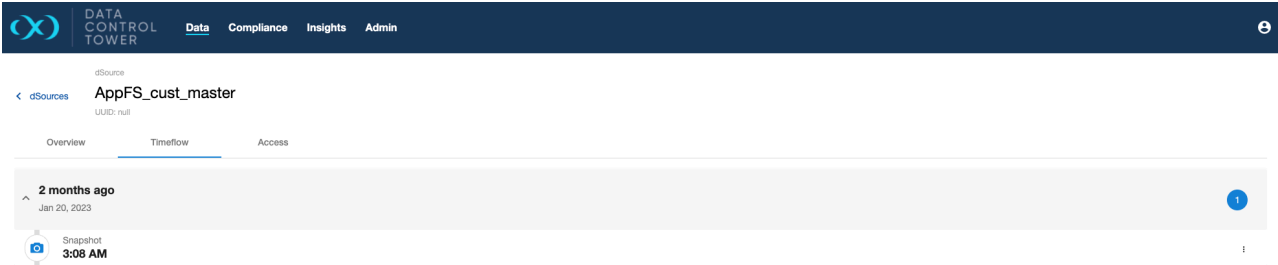 DATA
CONTROL
TOWER
Data Compliance Insights Admin
dSource
dSources
AppFS_cust_master
UUID: null
Overview Timeflow Access
2 months ago
Jan 20, 2023
1
Snapshot
3:08 AM